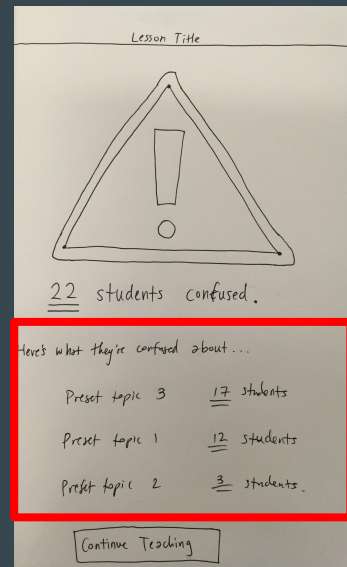 Lesson Title
22 students confused.
Here's what they're confused about...
Preset topic 3 17 students
Preset topic 1 12 students
Preset topic 2 3 students.
Continue Teaching